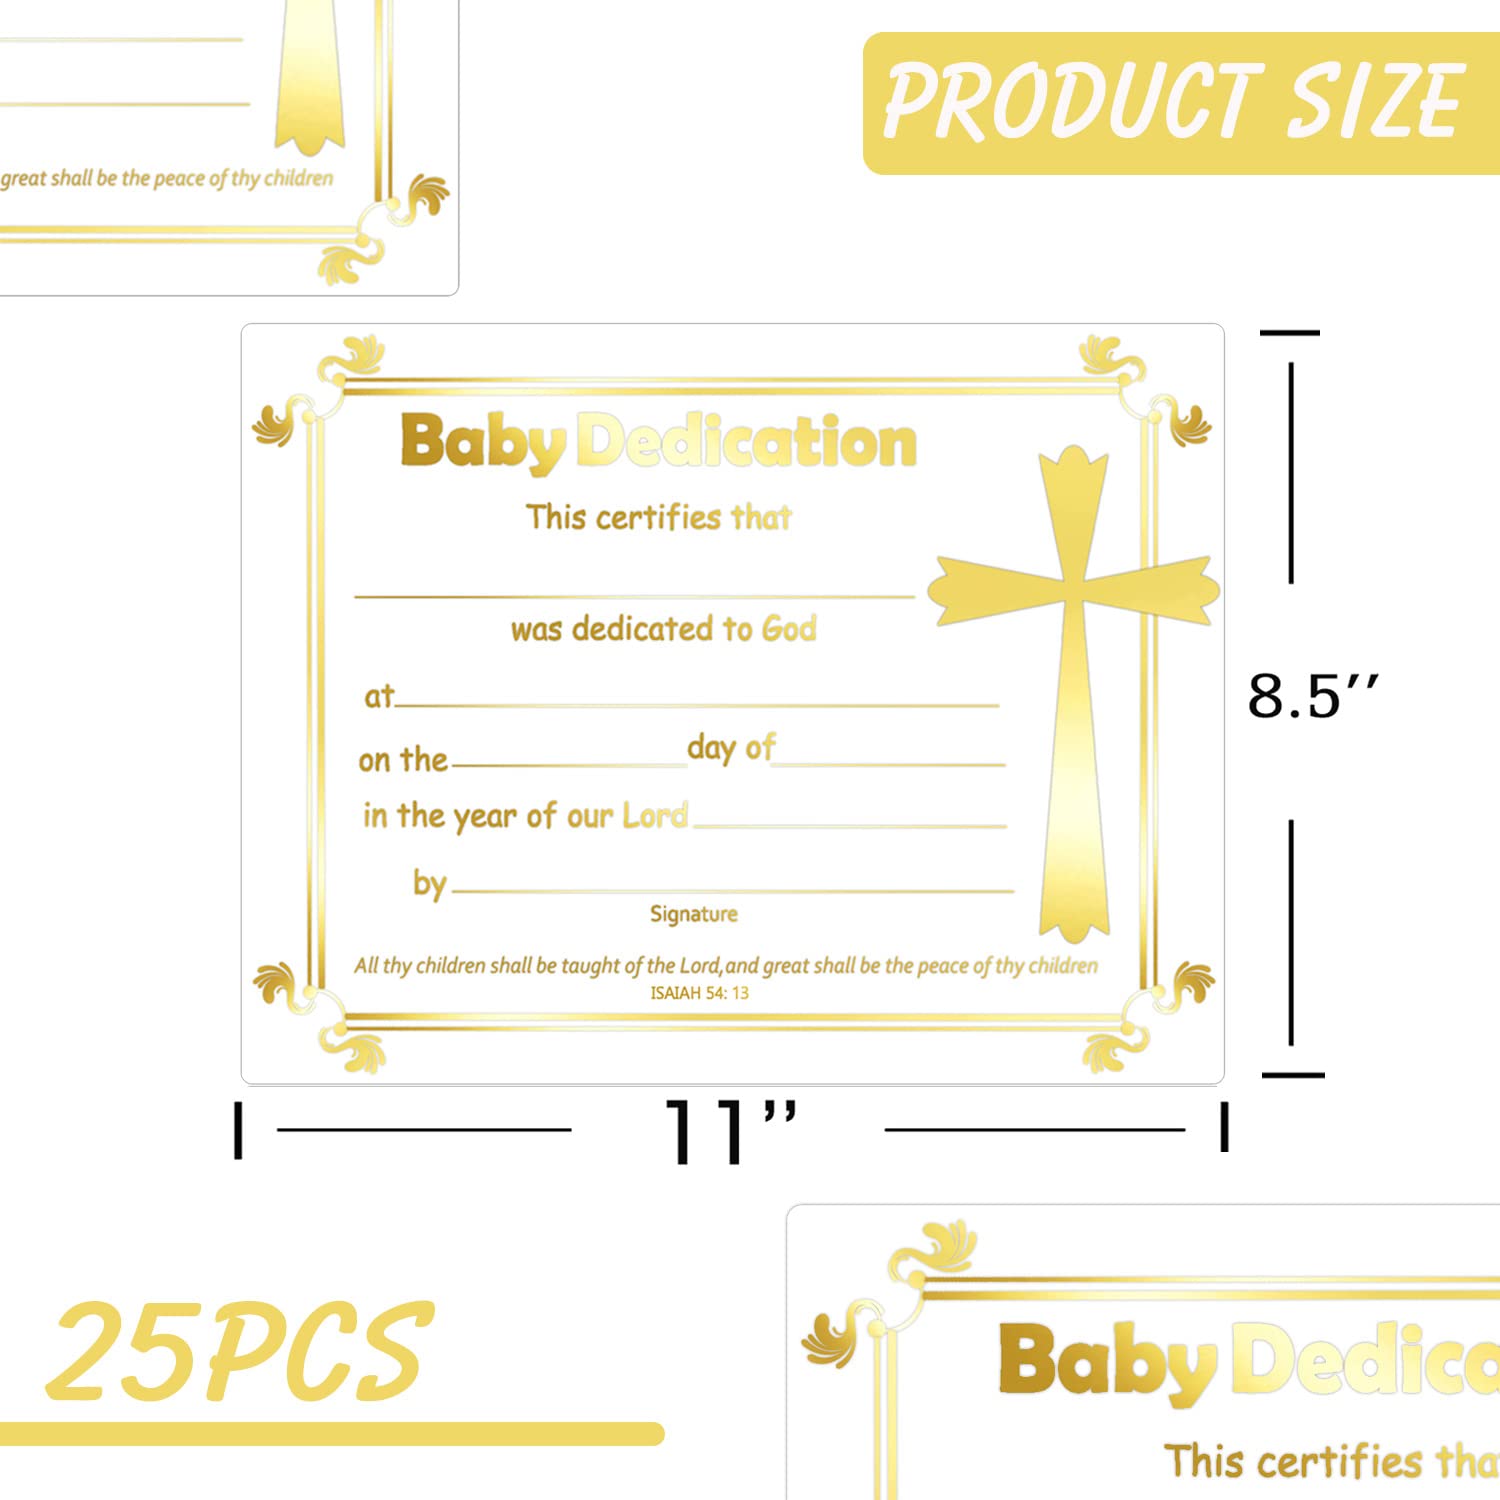 great shall be the peace of thy children
PRODUCT SIZE
Baby Dedication
This certifies that
was dedicated to God
at
on the day of
in the year of our Lord
by
Signature
All thy children shall be taught of the Lord,and great shall be the peace of thy children
ISAIAH 54: 13
8.5’’
11’’
25PCS
Baby Dedica
This certifies tha